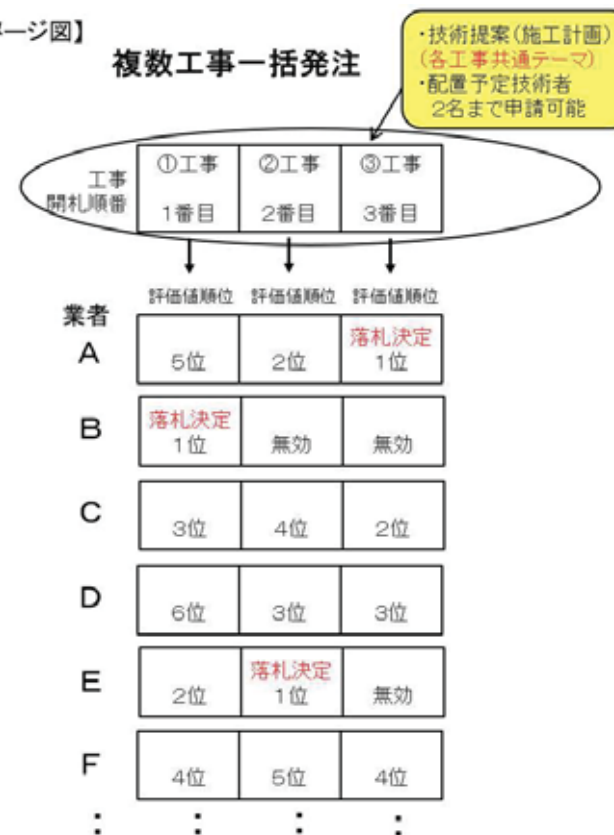 ージ図】
複数工事一括発注
・技術提案(施工計画)
(各工事共通テーマ)
・配置予定技術者
2名まで申請可能
工事
開札順番
①工事 ②工事 ③工事
1番目 2番目 3番目
評価値順位 評価値順位 評価値順位
業者
落札決定
A 5位 2位 1位
落札決定
B 1位 無効 無効
C 3位 4位 2位
D 6位 3位 3位
落札決定
E 2位 1位 無効
F 4位 5位 4位
： ： ： ：